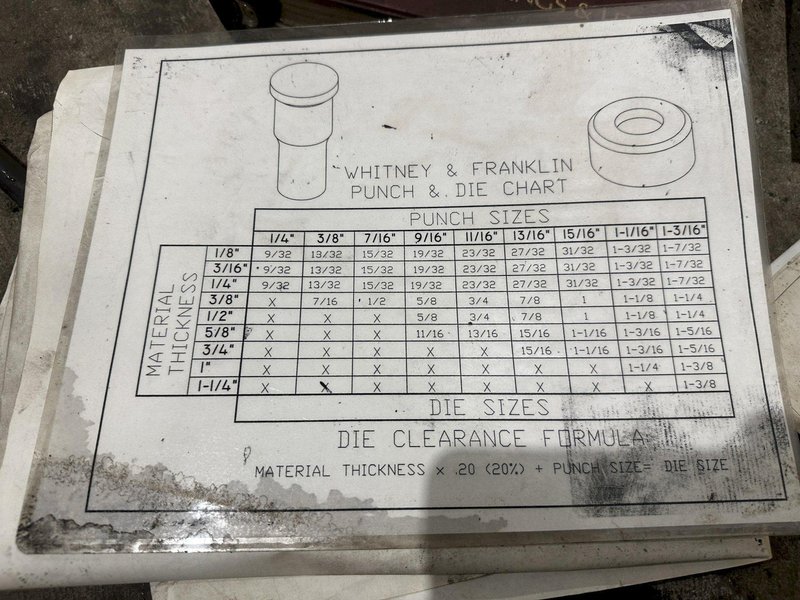 WHITNEY & FRANKLIN
PUNCH & DIE CHART
PUNCH SIZES
1/4" 3/8" 7/16" 9/16" 11/16" 13/16" 15/16" 1-1/16" 1-3/16"
MATERIAL
THICKNESS
1/8" 9/32 13/32 15/32 19/32 23/32 27/32 31/32 1-3/32 1-7/32
3/16" 9/32 13/32 15/32 19/32 23/32 27/32 31/32 1-3/32 1-7/32
1/4" 9/32 13/32 15/32 19/32 23/32 27/32 31/32 1-3/32 1-7/32
3/8" X 7/16 1/2 5/8 3/4 7/8 1 1-1/8 1-1/4
1/2" X X X 5/8 3/4 7/8 1 1-1/8 1-1/4
5/8" X X X 11/16 13/16 15/16 1-1/16 1-3/16 1-5/16
3/4" X X X X X 15/16 1-1/16 1-3/16 1-5/16
1" X X X X X X X 1-1/4 1-3/8
1-1/4" X X X X X X X X 1-3/8
DIE SIZES
DIE CLEARANCE FORMULA
MATERIAL THICKNESS x .20 (20%) + PUNCH SIZE= DIE SIZE